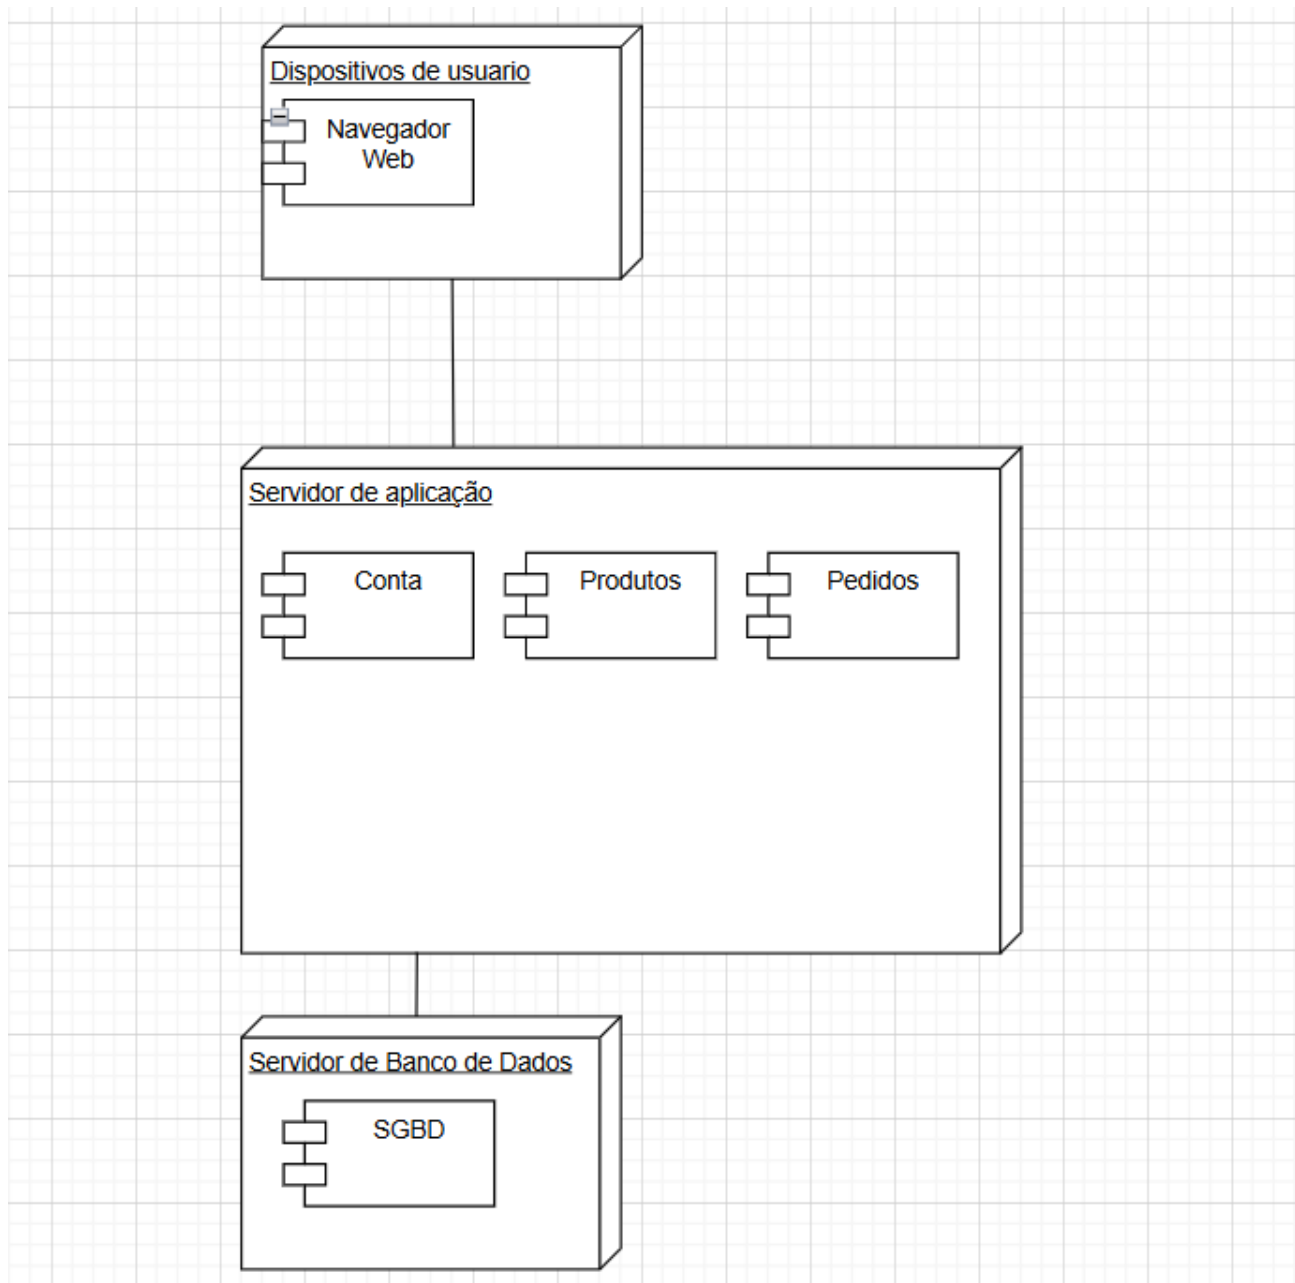 Dispositivos de usuario
Navegador
Web
Servidor de aplicação
Conta
Produtos
Pedidos
Servidor de Banco de Dados
SGBD